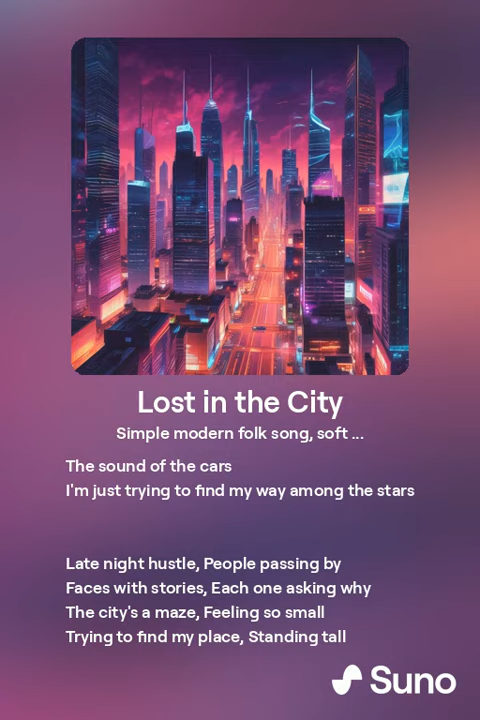 Lost in the City
Simple modern folk song, soft ...
The sound of the cars
I'm just trying to find my way among the stars
Late night hustle, People passing by
Faces with stories, Each one asking why
The city's a maze, Feeling so small
Trying to find my place, Standing tall
Suno